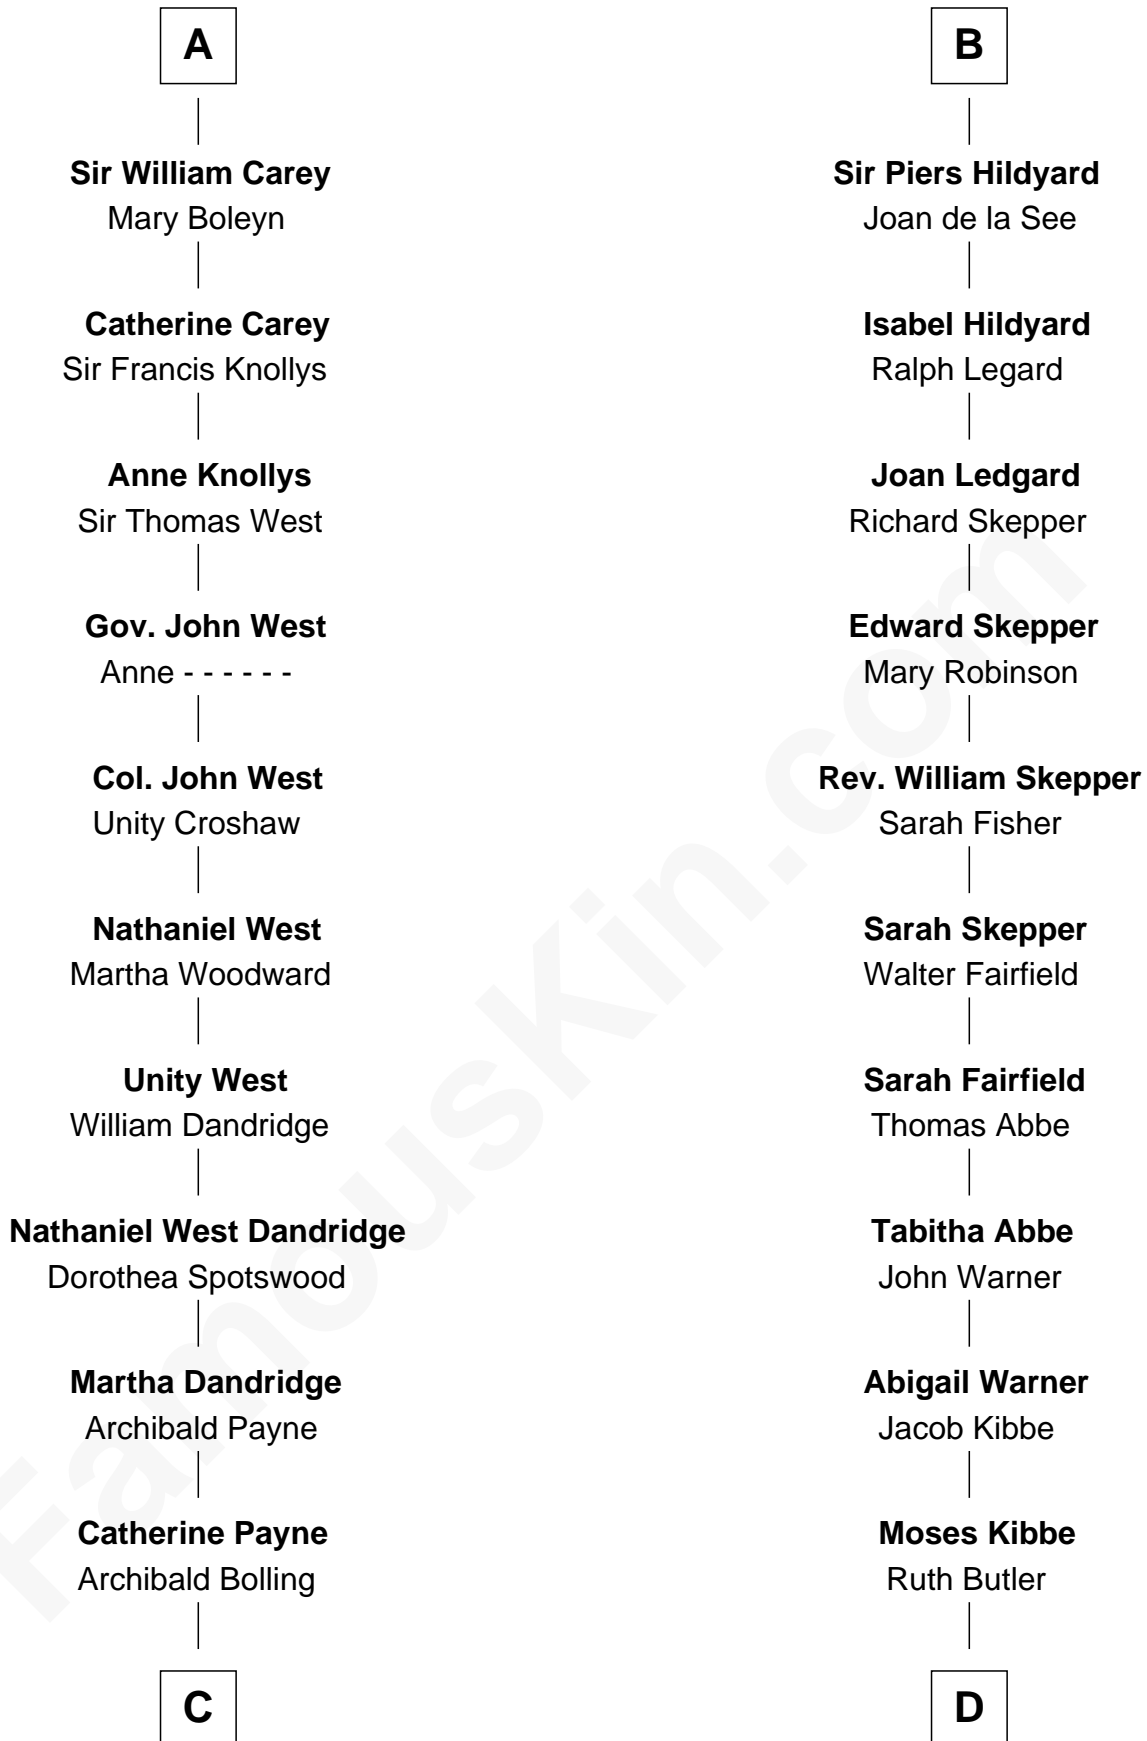 A
Sir William Carey
Mary Boleyn
Catherine Carey
Sir Francis Knollys
Anne Knollys
Sir Thomas West
Gov. John West
Anne - - - - - -
Col. John West
Unity Croshaw
Nathaniel West
Martha Woodward
Unity West
William Dandridge
Nathaniel West Dandridge
Dorothea Spotswood
Martha Dandridge
Archibald Payne
Catherine Payne
Archibald Bolling
C
B
Sir Piers Hildyard
Joan de la See
Isabel Hildyard
Ralph Legard
Joan Ledgard
Richard Skepper
Edward Skepper
Mary Robinson
Rev. William Skepper
Sarah Fisher
Sarah Skepper
Walter Fairfield
Sarah Fairfield
Thomas Abbe
Tabitha Abbe
John Warner
Abigail Warner
Jacob Kibbe
Moses Kibbe
Ruth Butler
D
FamousKin.com